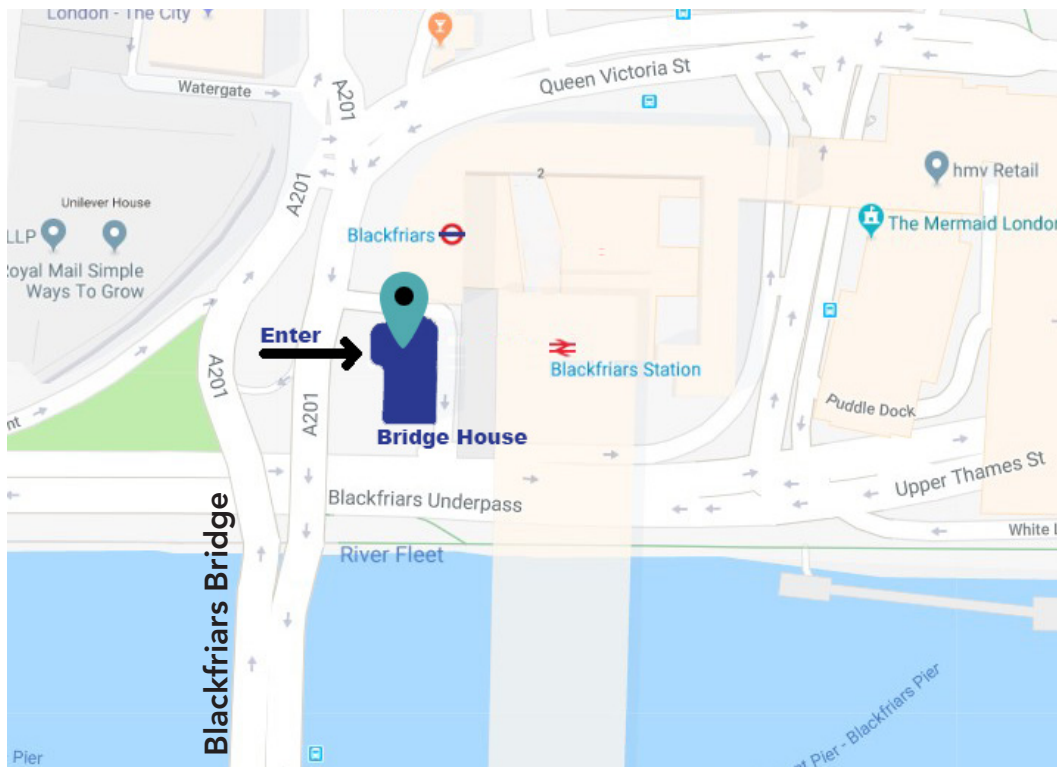 London - The City
Watergate
A201
Queen Victoria St
2
hmv Retail
A201
Unilever House
LLP
Royal Mail Simple
Ways To Grow
Blackfriars
The Mermaid London
Enter
A201
Blackfriars Station
A201
Bridge House
Puddle Dock
nt
Upper Thames St
Blackfriars Underpass
White L
River Fleet
Blackfriars Bridge
Pier
Pier - Blackfriars Pier